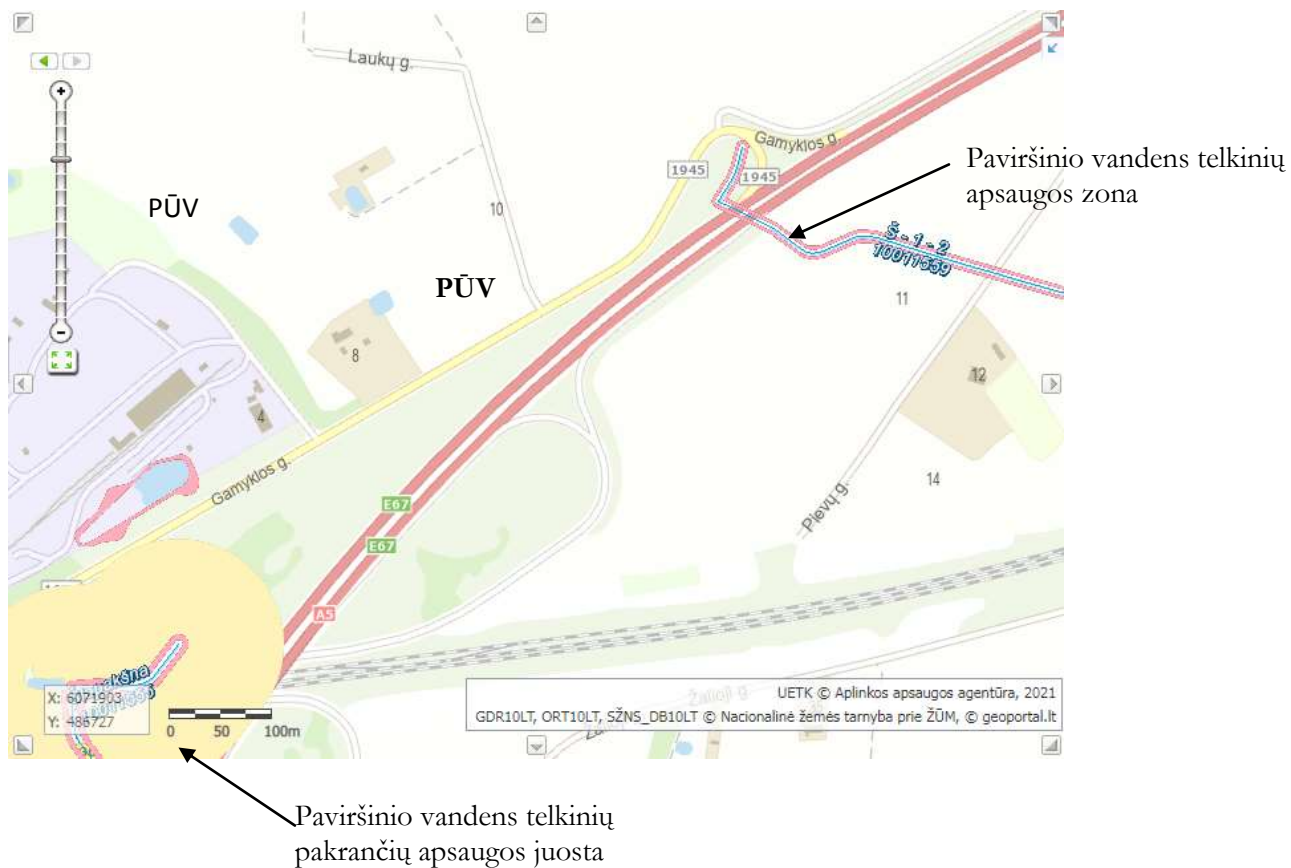 Laukų g.
Gamyklos g.
1945
1945
Paviršinio vandens telkinių
apsaugos zona
PŪV
10
Š - 1 - 2
10011559
PŪV
11
8
12
4
Gamyklos g.
14
E67
Plevų g.
E67
A5
X: 6071903
Y: 486727
0 50 100m
UETK © Aplinkos apsaugos agentūra, 2021
GDR10LT, ORT10LT, SŽNS_DB10LT © Nacionalinė žemės tarnyba prie ŽŪM, © geoportal.lt
Paviršinio vandens telkinių
pakrančių apsaugos juosta